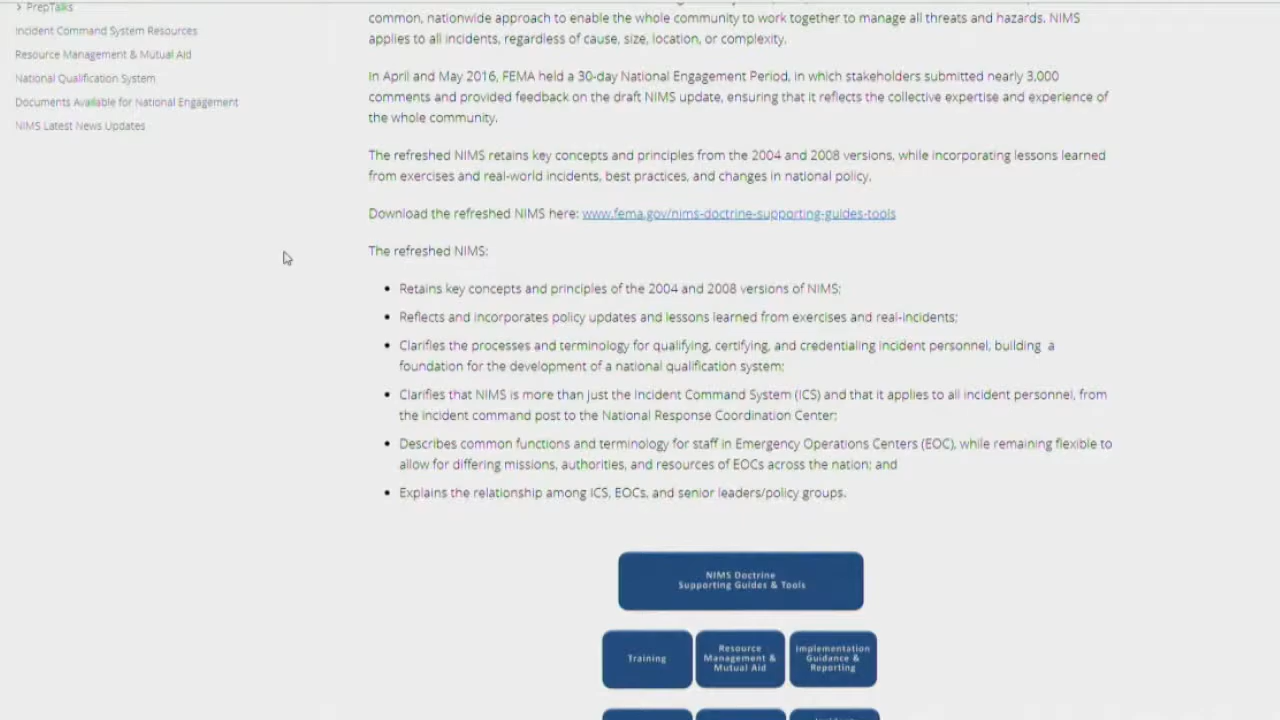 PrepTalks
Incident Command System Resources
Resource Management & Mutual Aid
National Qualification System
Documents Available for National Engagement
NIMS Latest News Updates
common, nationwide approach to enable the whole community to work together to manage all threats and hazards. NIMS
applies to all incidents, regardless of cause, size, location, or complexity.
In April and May 2016, FEMA held a 30-day National Engagement Period, in which stakeholders submitted nearly 3,000
comments and provided feedback on the draft NIMS update, ensuring that it reflects the collective expertise and experience of
the whole community.
The refreshed NIMS retains key concepts and principles from the 2004 and 2008 versions, while incorporating lessons learned
from exercises and real-world incidents, best practices, and changes in national policy.
Download the refreshed NIMS here: www.fema.gov/nims-doctrine-supporting-guides-tools
The refreshed NIMS:
Retains key concepts and principles of the 2004 and 2008 versions of NIMS;
Reflects and incorporates policy updates and lessons learned from exercises and real-incidents;
Clarifies the processes and terminology for qualifying, certifying, and credentialing incident personnel, building a
foundation for the development of a national qualification system;
Clarifies that NIMS is more than just the Incident Command System (ICS) and that it applies to all incident personnel, from
the incident command post to the National Response Coordination Center;
Describes common functions and terminology for staff in Emergency Operations Centers (EOC), while remaining flexible to
allow for differing missions, authorities, and resources of EOCs across the nation; and
Explains the relationship among ICS, EOCs, and senior leaders/policy groups.
NIMS Doctrine
Supporting Guides & Tools
Training
Resource
Management &
Mutual Aid
Implementation
Guidance &
Reporting